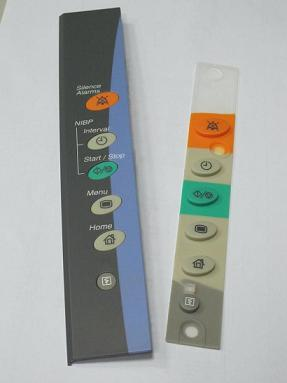 Silence
Alarms
NIBP
Interval
Start / Stop
Menu
Home